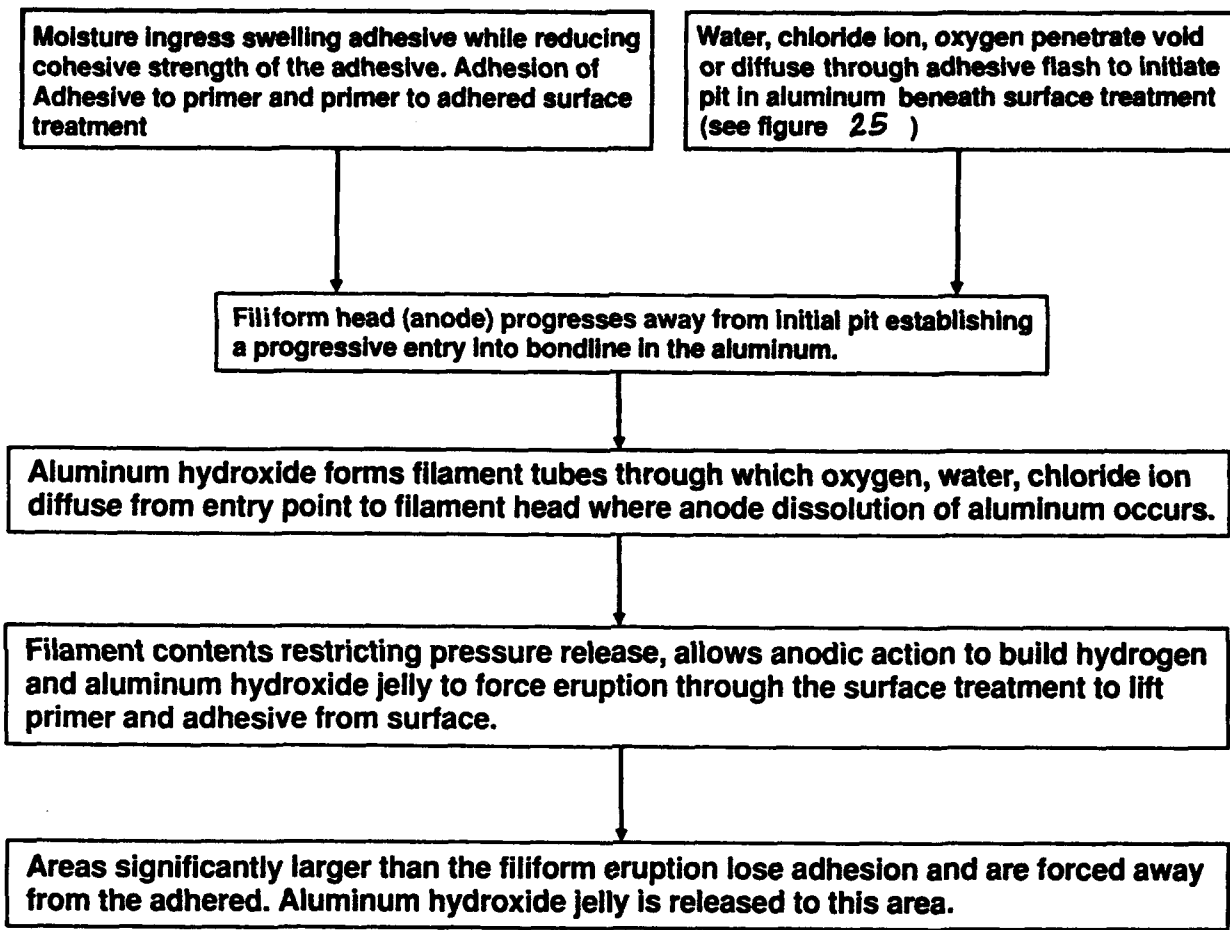 Moisture ingress swelling adhesive while reducing
cohesive strength of the adhesive. Adhesion of
Adhesive to primer and primer to adhered surface
treatment
Water, chloride ion, oxygen penetrate void
or diffuse through adhesive flash to initiate
pit in aluminum beneath surface treatment
(see figure 25 )
Filiform head (anode) progresses away from initial pit establishing
a progressive entry into bondline in the aluminum.
Aluminum hydroxide forms filament tubes through which oxygen, water, chloride ion
diffuse from entry point to filament head where anode dissolution of aluminum occurs.
Filament contents restricting pressure release, allows anodic action to build hydrogen
and aluminum hydroxide jelly to force eruption through the surface treatment to lift
primer and adhesive from surface.
Areas significantly larger than the filiform eruption lose adhesion and are forced away
from the adhered. Aluminum hydroxide jelly is released to this area.